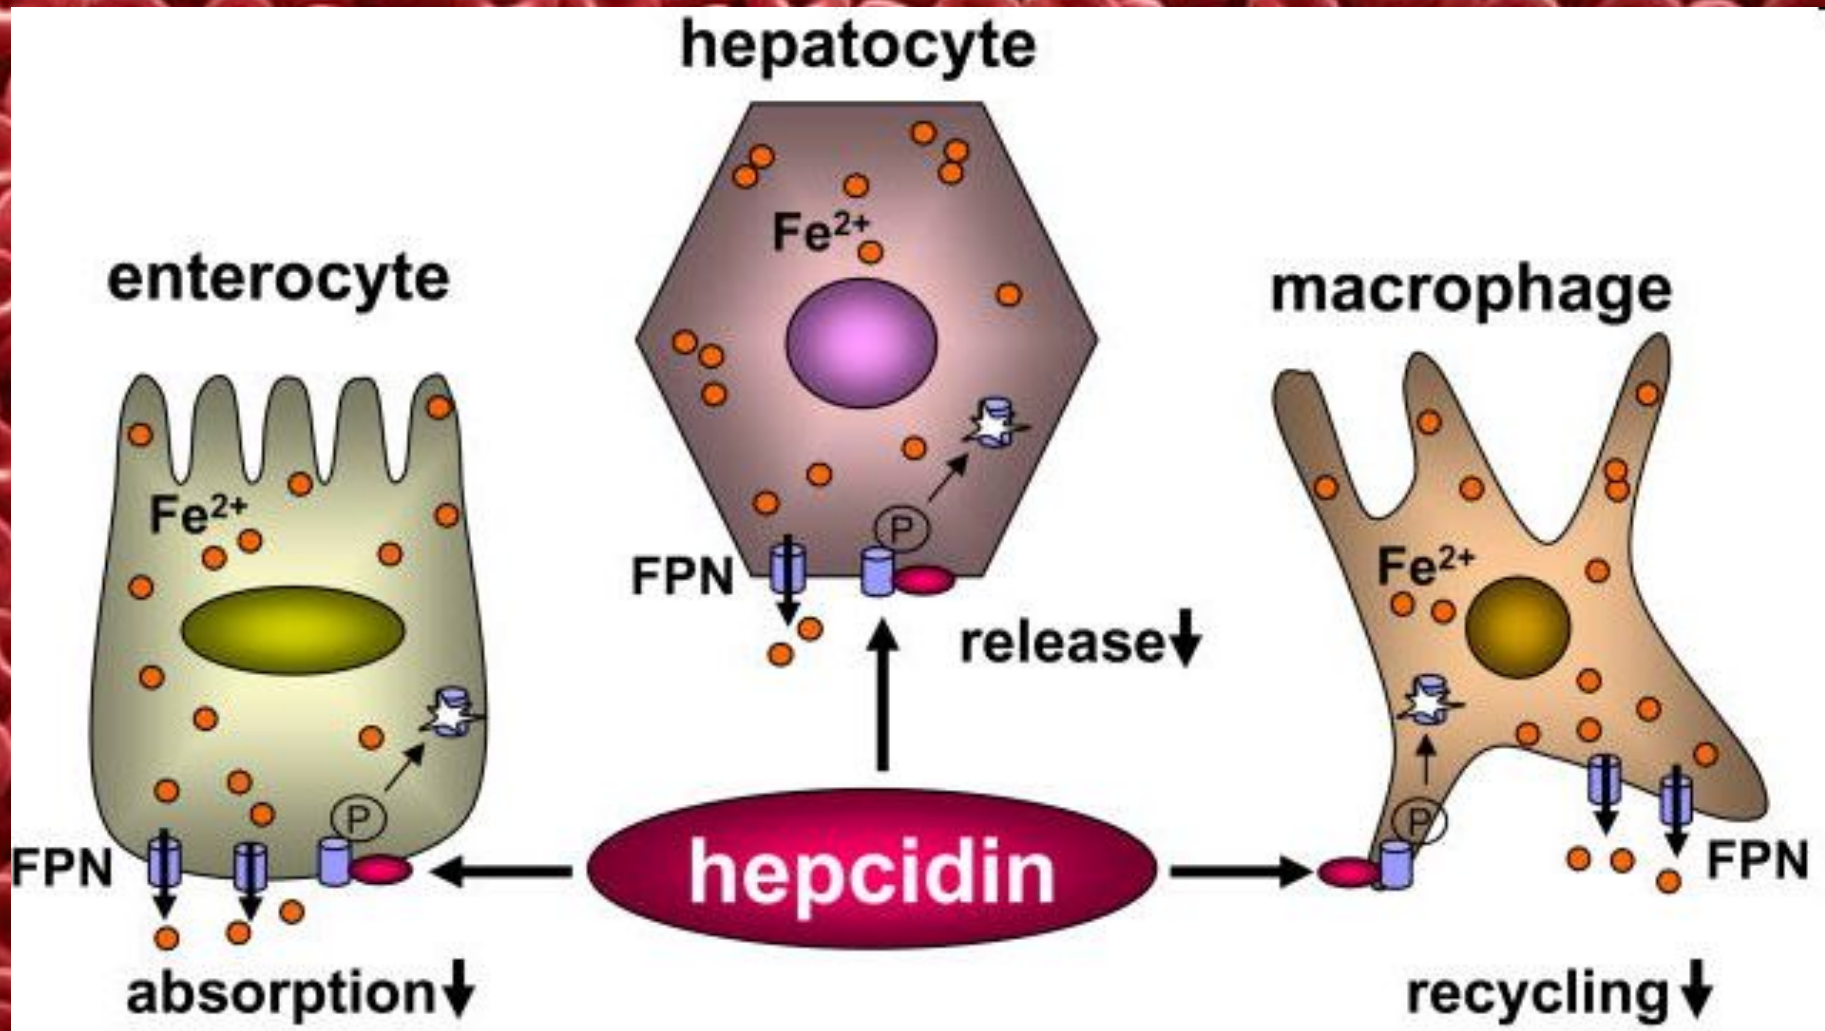 hepatocyte
Fe²⁺
enterocyte
macrophage
Fe²⁺
P
Fe²⁺
FPN
release
P
P
FPN
hepcidin
FPN
absorption
recycling